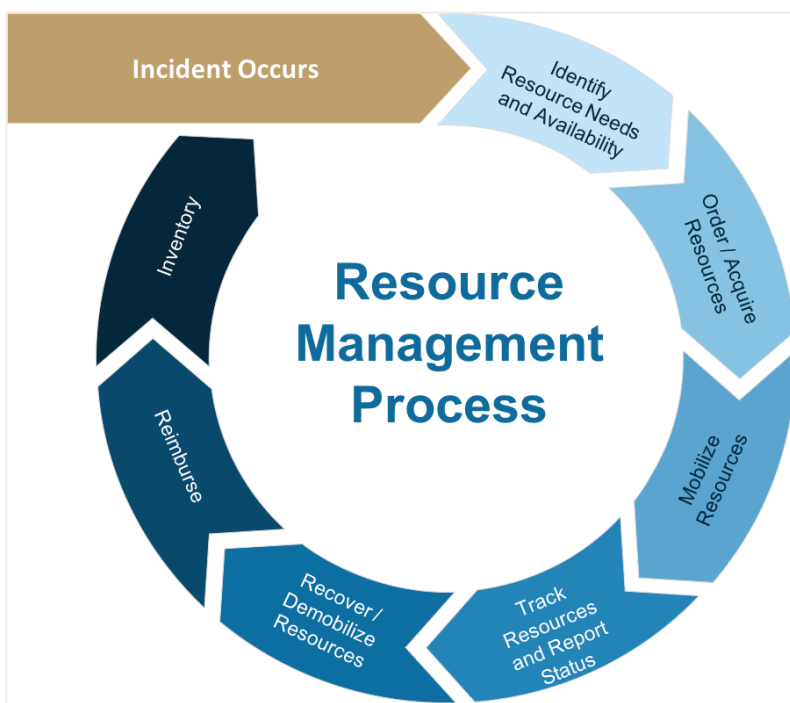 Incident Occurs
Identify
Resource Needs
and Availability
Order / Acquire
Resources
Mobilize
Resources
Track
Resources
and Report
Status
Recover /
Demobilize
Resources
Reimburse
Inventory
Resource
Management
Process